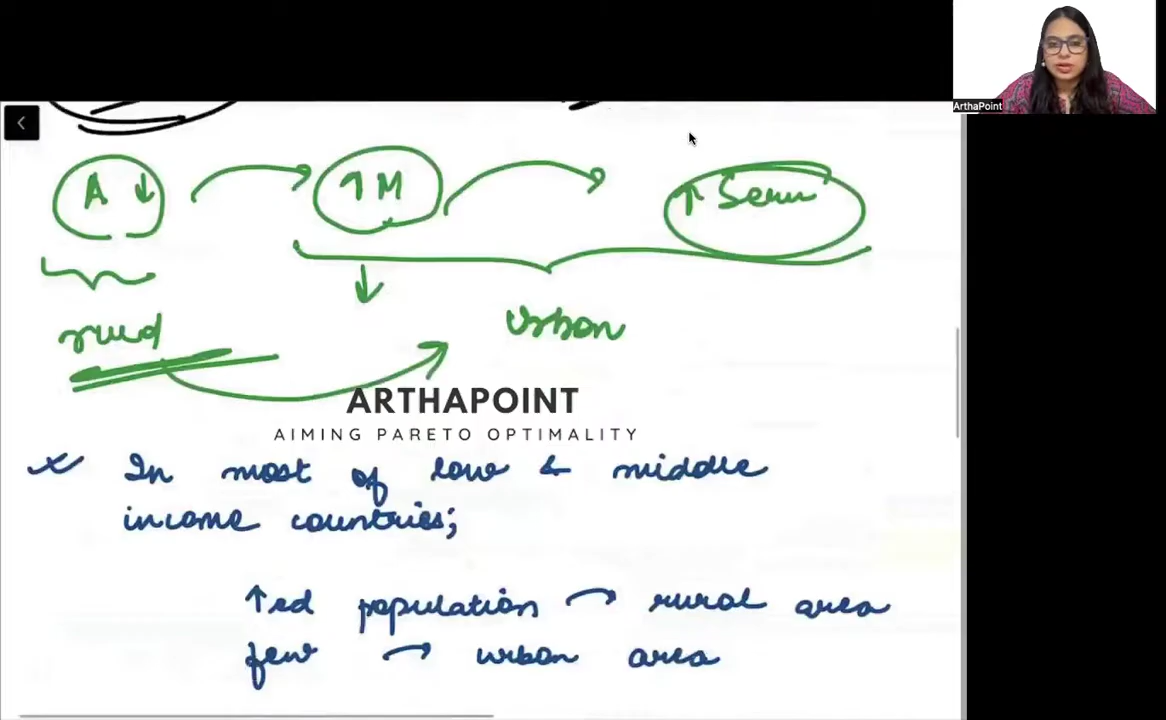 ArthaPoint
A ↓
↑ M
↑ Serv
rural
urban
ARTHAPOINT
AIMING PARETO OPTIMALITY
In most of low & middle
income countries;
↑ed population → rural area
few → urban area